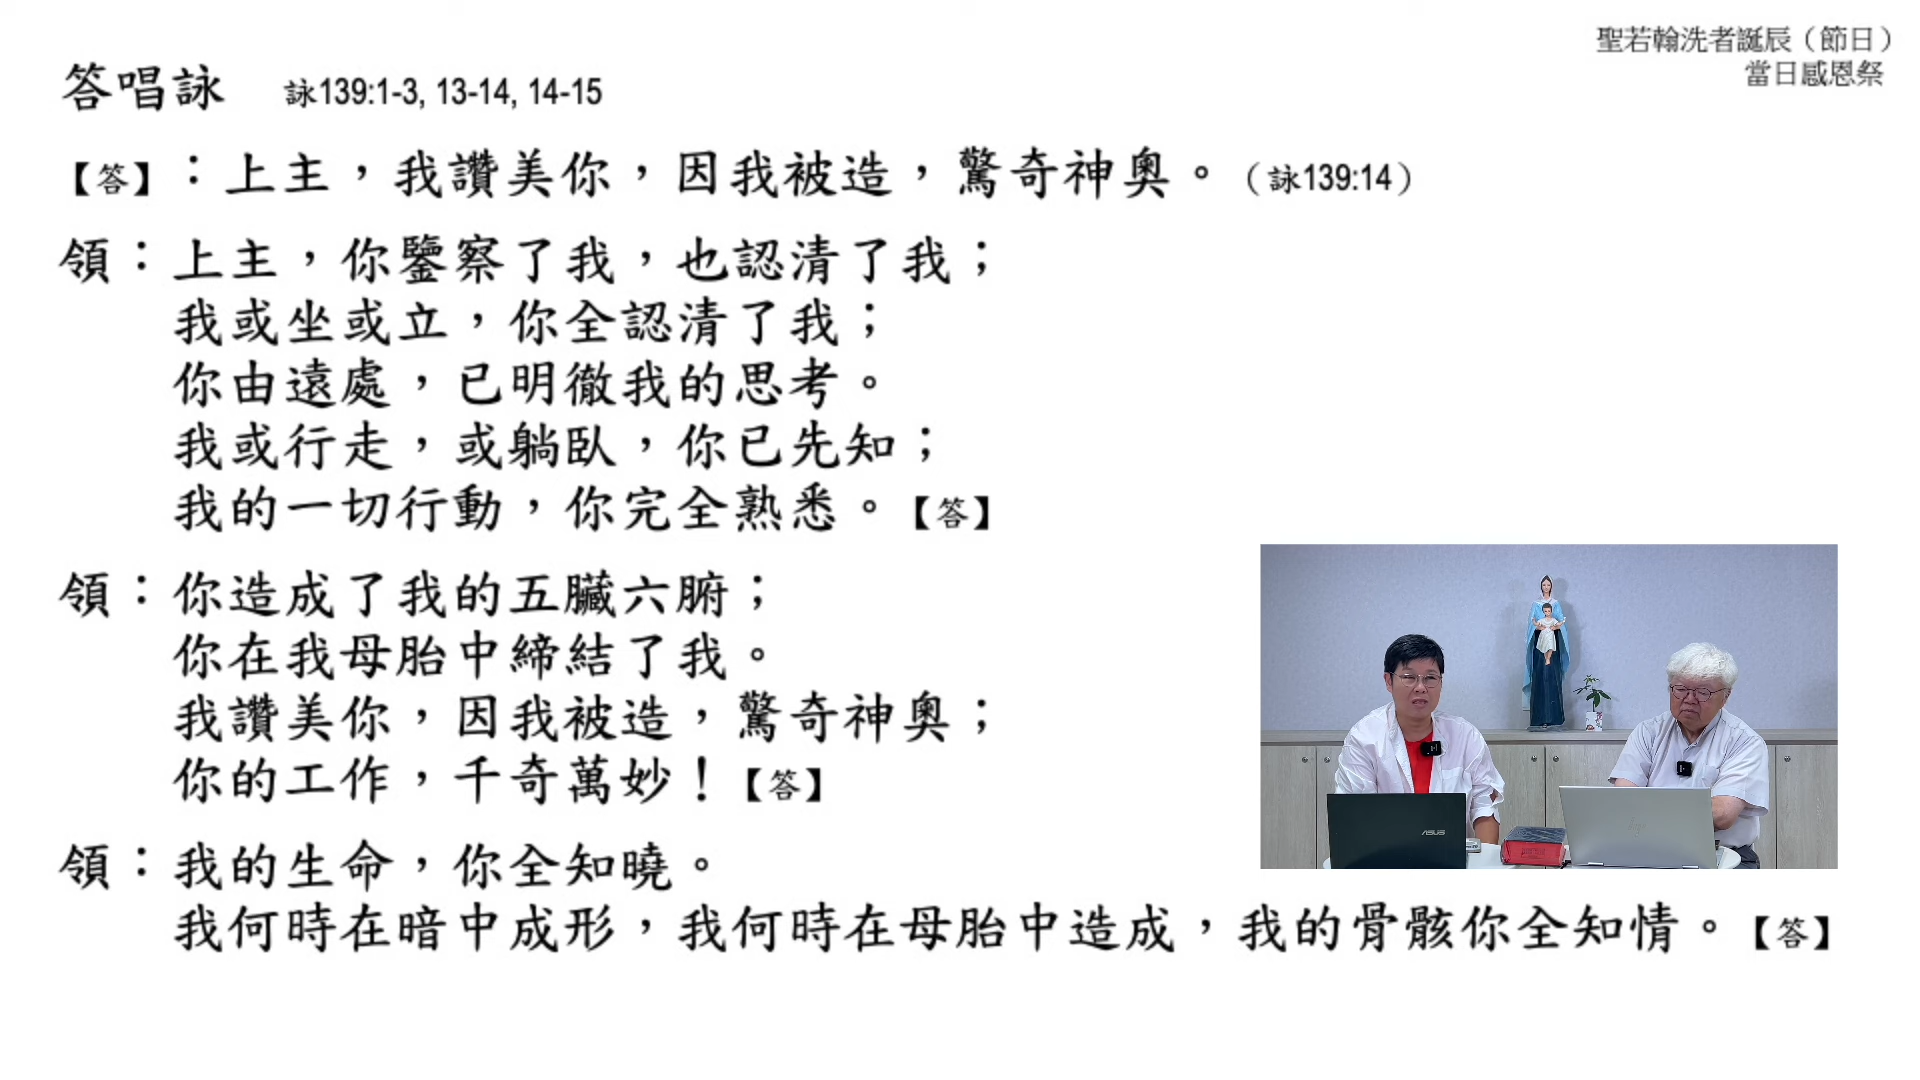 聖若翰洗者誕辰（節日）
當日感恩祭
答唱詠 詠139:1-3, 13-14, 14-15
【答】：上主，我讚美你，因我被造，驚奇神奧。（詠139:14）
領：上主，你鑒察了我，也認清了我；
我或坐或立，你全認清了我；
你由遠處，已明徹我的思考。
我或行走，或躺臥，你已先知；
我的一切行動，你完全熟悉。【答】
領：你造成了我的五臟六腑；
你在我母胎中締結了我。
我讚美你，因我被造，驚奇神奧；
你的工作，千奇萬妙！【答】
領：我的生命，你全知曉。
我何時在暗中成形，我何時在母胎中造成，我的骨骸你全知情。【答】
ASUS
hp